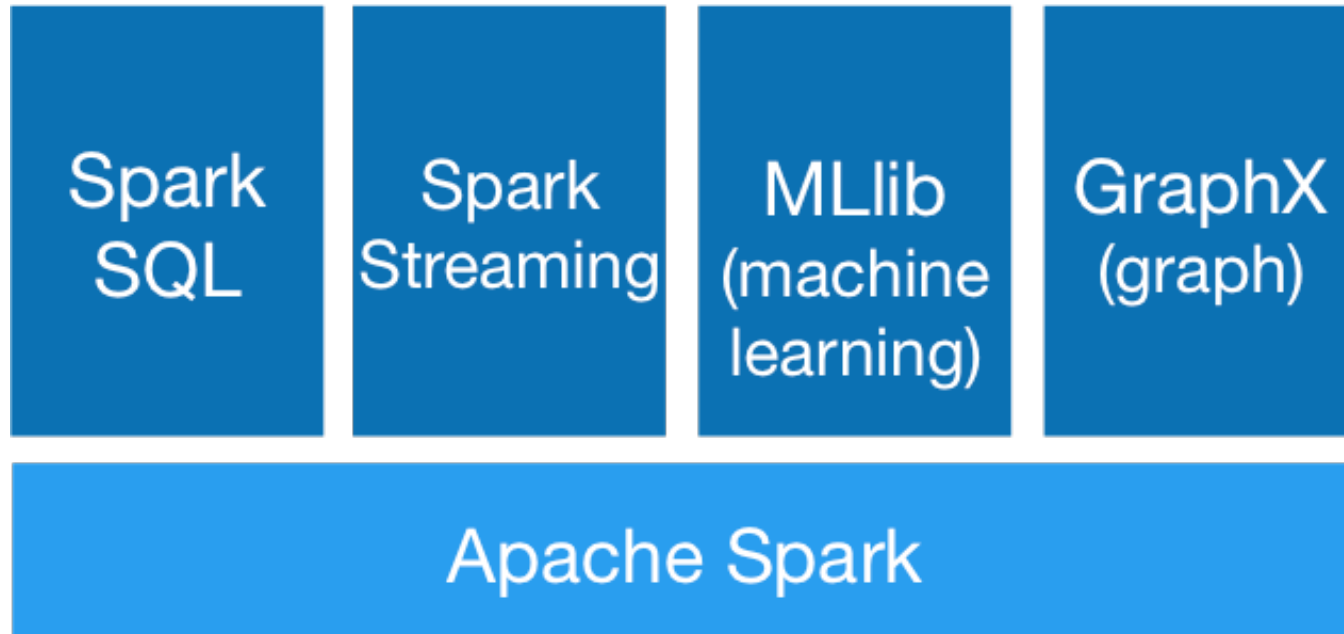 Spark
SQL
Spark
Streaming
MLlib
(machine
learning)
GraphX
(graph)
Apache Spark